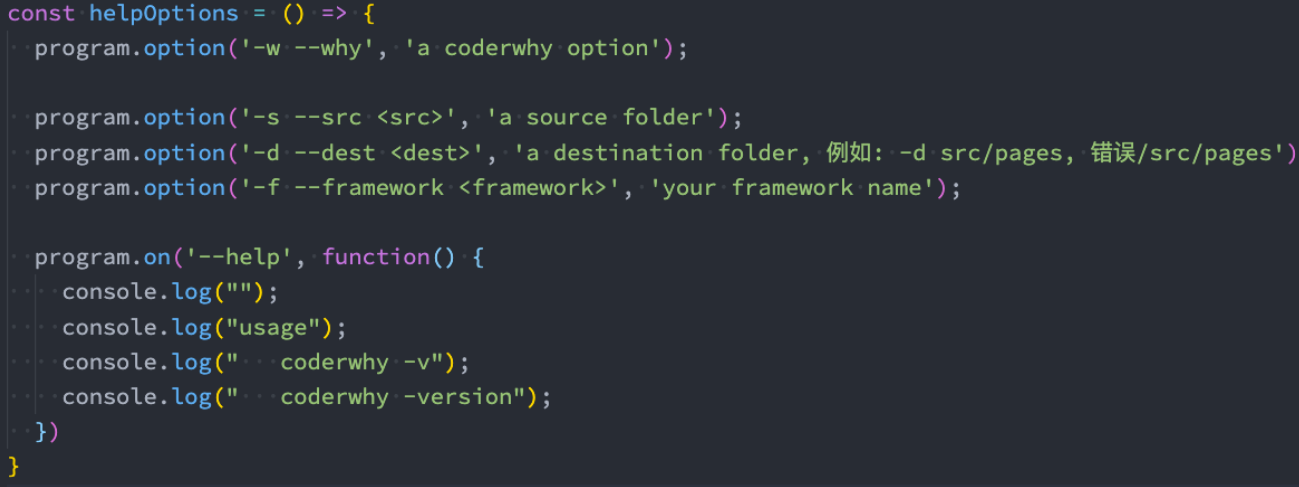 const helpOptions = () => {
  program.option('-w --why', 'a coderwhy option');

  program.option('-s --src <src>', 'a source folder');
  program.option('-d --dest <dest>', 'a destination folder, 例如: -d src/pages, 错误/src/pages')
  program.option('-f --framework <framework>', 'your framework name');

  program.on('--help', function() {
    console.log("");
    console.log("usage");
    console.log("   coderwhy -v");
    console.log("   coderwhy -version");
  })
}